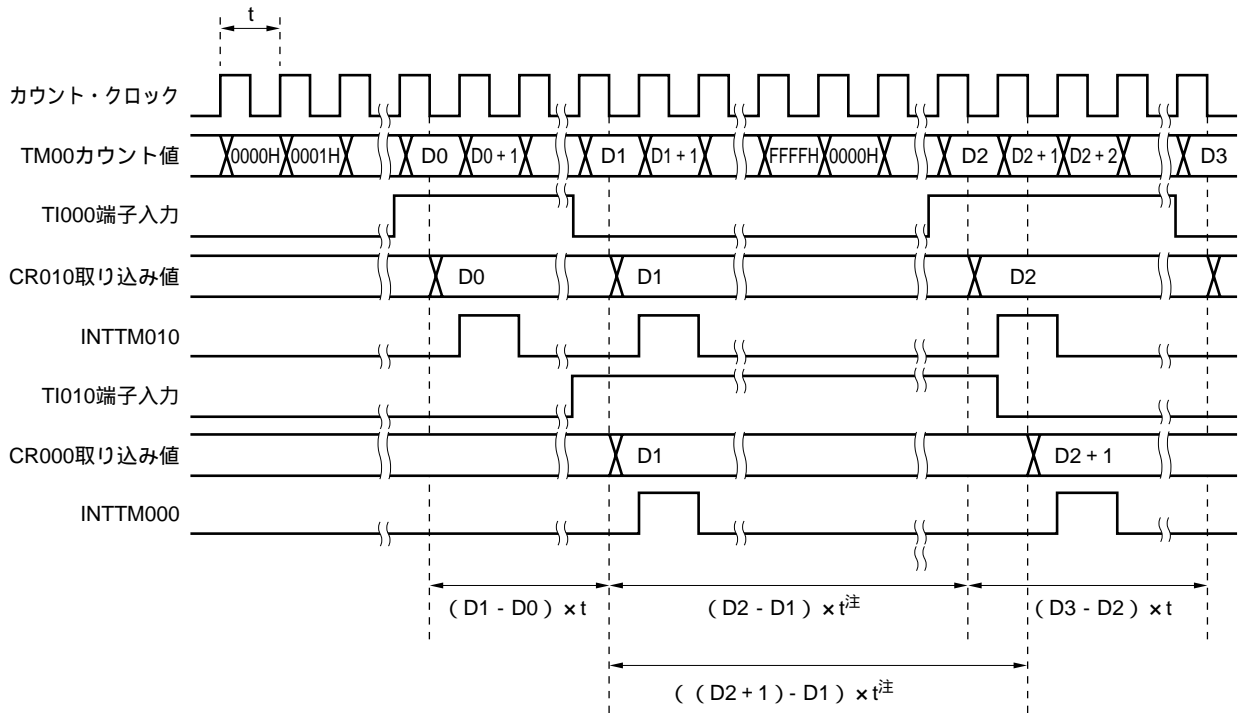 t
カウント・クロック
TM00カウント値 0000H 0001H D0 D0+1 D1 D1+1 FFFFH 0000H D2 D2+1 D2+2 D3
TI000端子入力
CR010取り込み値 D0 D1 D2
INTTM010
TI010端子入力
CR000取り込み値 D1 D2+1
INTTM000
(D1-D0)×t (D2-D1)×t注 (D3-D2)×t
((D2+1)-D1)×t注